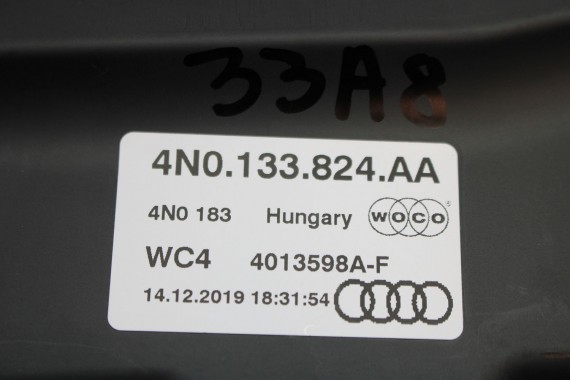 33A8
4N0.133.824.AA
4N0 183 Hungary WOCO
WC4 4013598A-F
14.12.2019 18:31:54